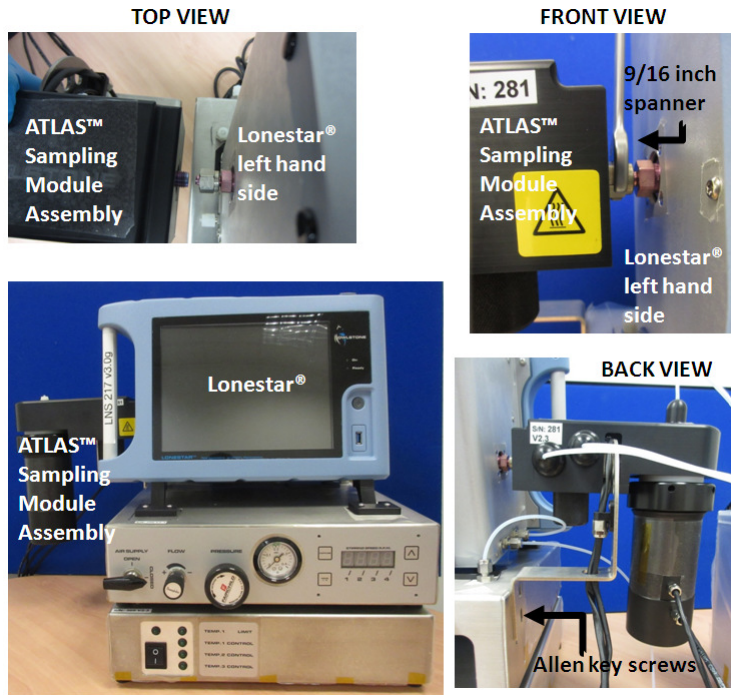 TOP VIEW
ATLAS™
Sampling
Module
Assembly
Lonestar®
left hand
side
FRONT VIEW
N: 281
9/16 inch
spanner
ATLAS™
Sampling
Module
Assembly
Lonestar®
left hand
side
Lonestar®
LNS 217 v3.0g
LONESTAR
ATLAS™
Sampling
Module
Assembly
AIR SUPPLY
OPEN
CLOSED
FLOW
PRESSURE
1 2 3 4
TEMP. 1 LIMIT
TEMP. 1 CONTROL
TEMP. 2 CONTROL
TEMP. 3 CONTROL
BACK VIEW
S/N: 281
V2.3
Allen key screws